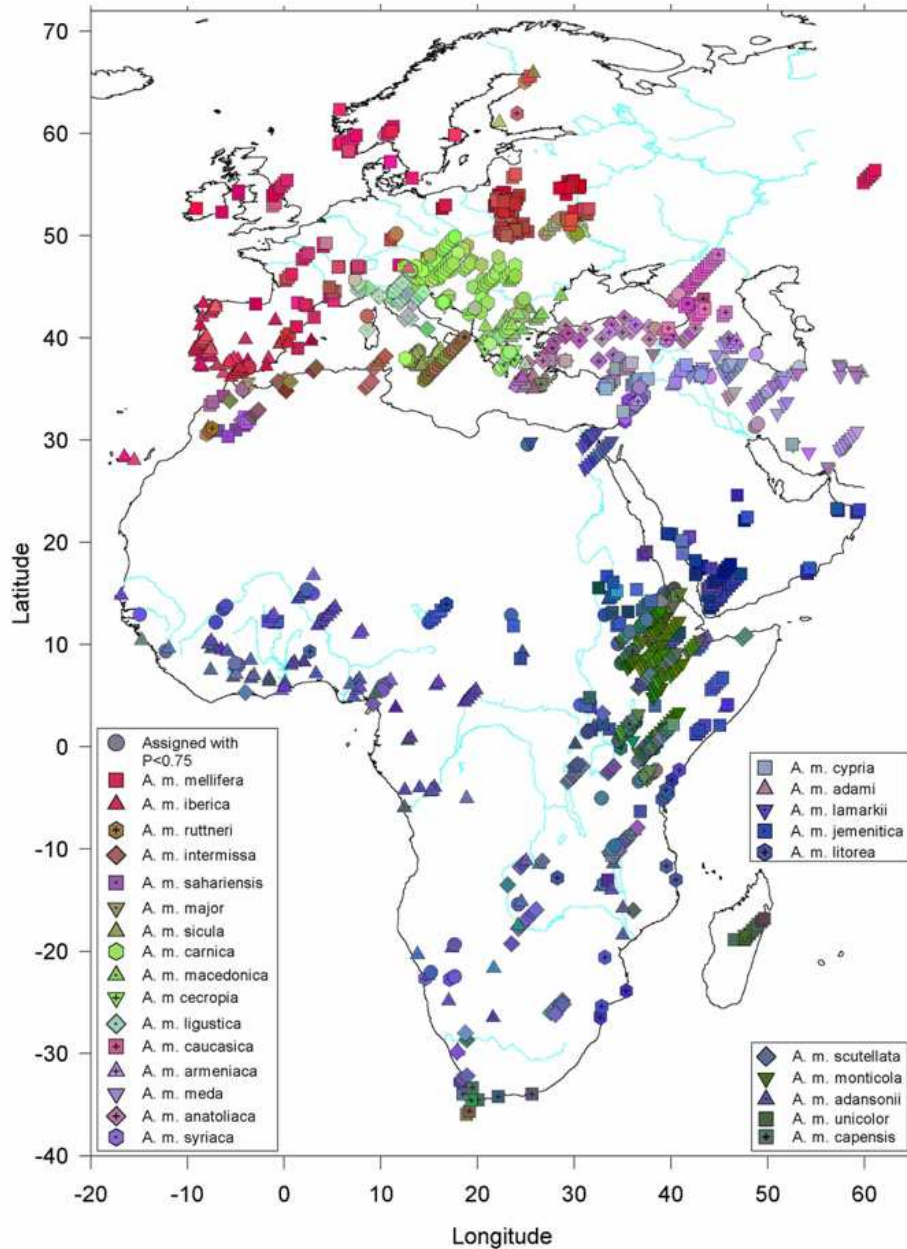 70
60
50
40
30
20
10
0
-10
-20
-30
-40
Latitude
-20
-10
0
10
20
30
40
50
60
Longitude
Assigned with
P<0.75
A. m. mellifera
A. m. iberica
A. m. ruttneri
A. m. intermissa
A. m. sahariensis
A. m. major
A. m. sicula
A. m. carnica
A. m. macedonica
A. m cecropia
A. m. ligustica
A. m. caucasica
A. m. armeniaca
A. m. meda
A. m. anatoliaca
A. m. syriaca
A. m. cypria
A. m. adami
A. m. lamarkii
A. m. jemenitica
A. m. litorea
A. m. scutellata
A. m. monticola
A. m. adansonii
A. m. unicolor
A. m. capensis